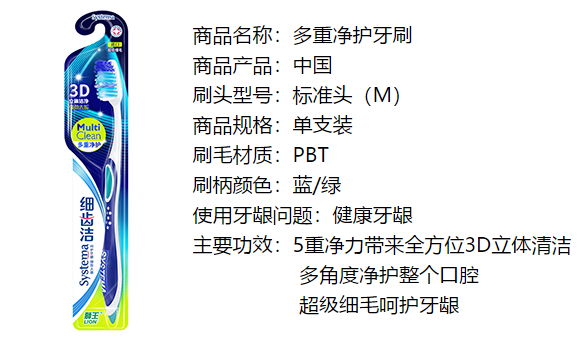 Systema
3D
立体洁净
Multi
Clean
多重净护
细齿洁
Systema
狮王
LION
商品名称：多重净护牙刷
商品产品：中国
刷头型号：标准头（M）
商品规格：单支装
刷毛材质：PBT
刷柄颜色：蓝/绿
使用牙龈问题：健康牙龈
主要功效：5重净力带来全方位3D立体清洁
多角度净护整个口腔
超级细毛呵护牙龈